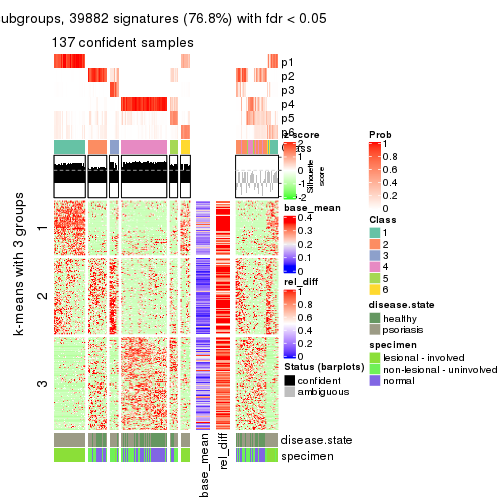 ubgroups, 39882 signatures (76.8%) with fdr < 0.05
137 confident samples
p1
p2
p3
p4
p5
p6
Class
z-score
2
1
0
-1
-2
Silhouette
score
base_mean
0.4
0.3
0.2
0.1
0
rel_diff
1
0.8
0.6
0.4
0.2
0
Status (barplots)
confident
ambiguous
Prob
1
0.8
0.6
0.4
0.2
0
Class
1
2
3
4
5
6
disease.state
healthy
psoriasis
specimen
lesional - involved
non-lesional - uninvolved
normal
k-means with 3 groups
1
2
3
disease.state
specimen
base_mean
rel_diff